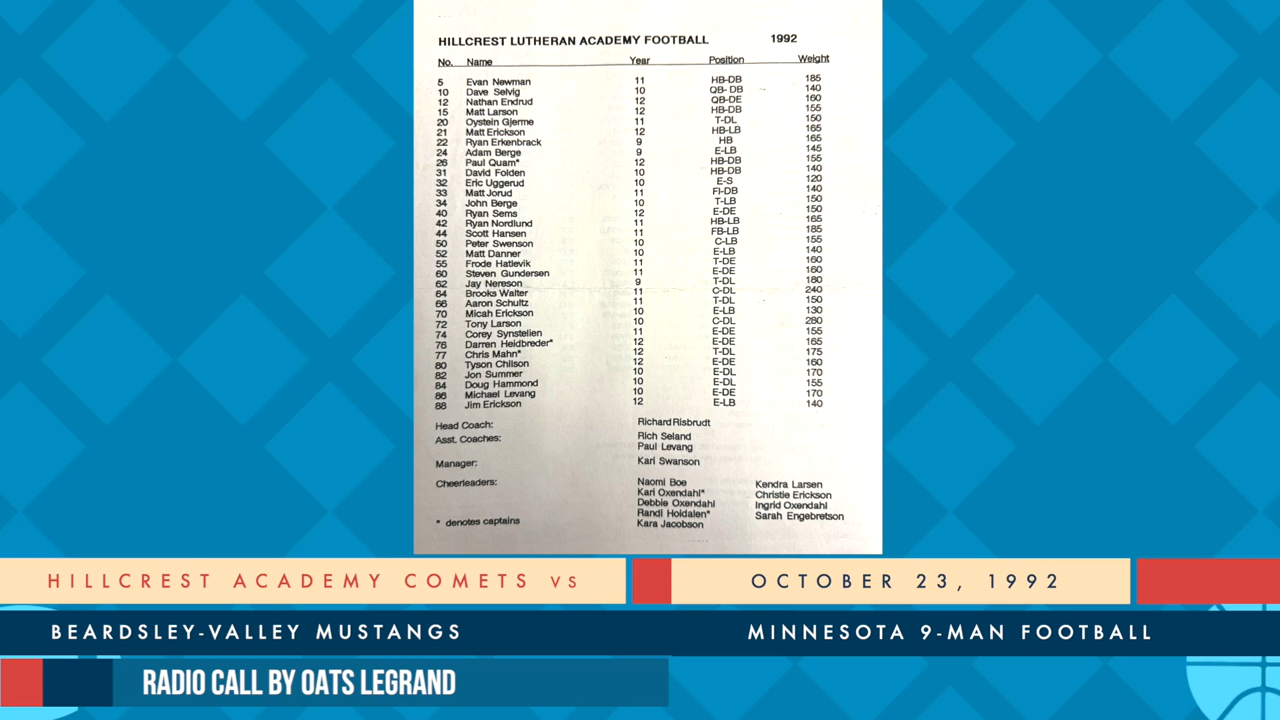 HILLCREST LUTHERAN ACADEMY FOOTBALL 1992
No. Name Year Position Weight
5 Evan Newman 11 HB-DB 185
10 Dave Selvig 10 QB-DB 140
12 Nathan Endrud 12 QB-DE 160
15 Matt Larson 12 HB-DB 155
20 Oystein Gjerme 11 T-DL 150
21 Matt Erickson 12 HB-LB 165
22 Ryan Erkenbrack 9 HB 165
24 Adam Berge 9 E-LB 145
26 Paul Quam* 12 HB-DB 155
31 David Folden 10 HB-DB 140
32 Eric Uggerud 10 E-S 120
33 Matt Jorud 11 FI-DB 140
34 John Berge 10 T-LB 150
40 Ryan Sems 12 E-DE 150
42 Ryan Nordlund 11 HB-LB 165
44 Scott Hansen 11 FB-LB 185
50 Peter Swenson 10 C-LB 155
52 Matt Danner 10 E-LB 140
55 Frode Hatlevik 11 T-DE 160
60 Steven Gundersen 11 E-DE 160
62 Jay Nereson 9 T-DL 180
64 Brooks Walter 11 C-DL 240
66 Aaron Schultz 11 T-DL 150
70 Micah Erickson 10 E-LB 130
72 Tony Larson 10 C-DL 280
74 Corey Synstelien 11 E-DE 155
76 Darren Heidbreder* 12 E-DE 165
77 Chris Mahn* 12 T-DL 175
80 Tyson Chilson 12 E-DE 160
82 Jon Summer 10 E-DL 170
84 Doug Hammond 10 E-DL 155
86 Michael Levang 10 E-DE 170
88 Jim Erickson 12 E-LB 140
Head Coach: Richard Risbrudt
Asst. Coaches: Rich Seland
Paul Levang
Manager: Kari Swanson
Cheerleaders: Naomi Boe Kendra Larsen
Kari Oxendahl* Christie Erickson
Debbie Oxendahl Ingrid Oxendahl
Randi Hoidalen* Sarah Engebretson
* denotes captains Kara Jacobson
HILLCREST ACADEMY COMETS VS
OCTOBER 23, 1992
BEARDSLEY-VALLEY MUSTANGS
MINNESOTA 9-MAN FOOTBALL
RADIO CALL BY OATS LEGRAND